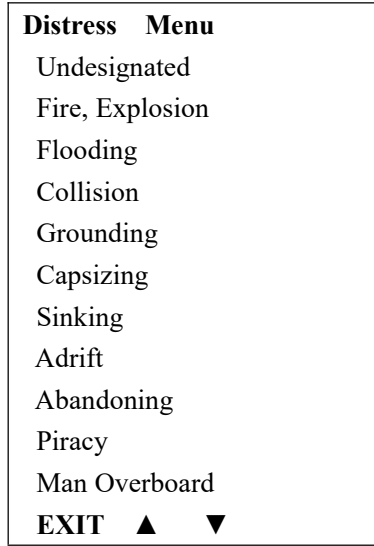 Distress Menu
Undesignated
Fire, Explosion
Flooding
Collision
Grounding
Capsizing
Sinking
Adrift
Abandoning
Piracy
Man Overboard
EXIT ▲ ▼